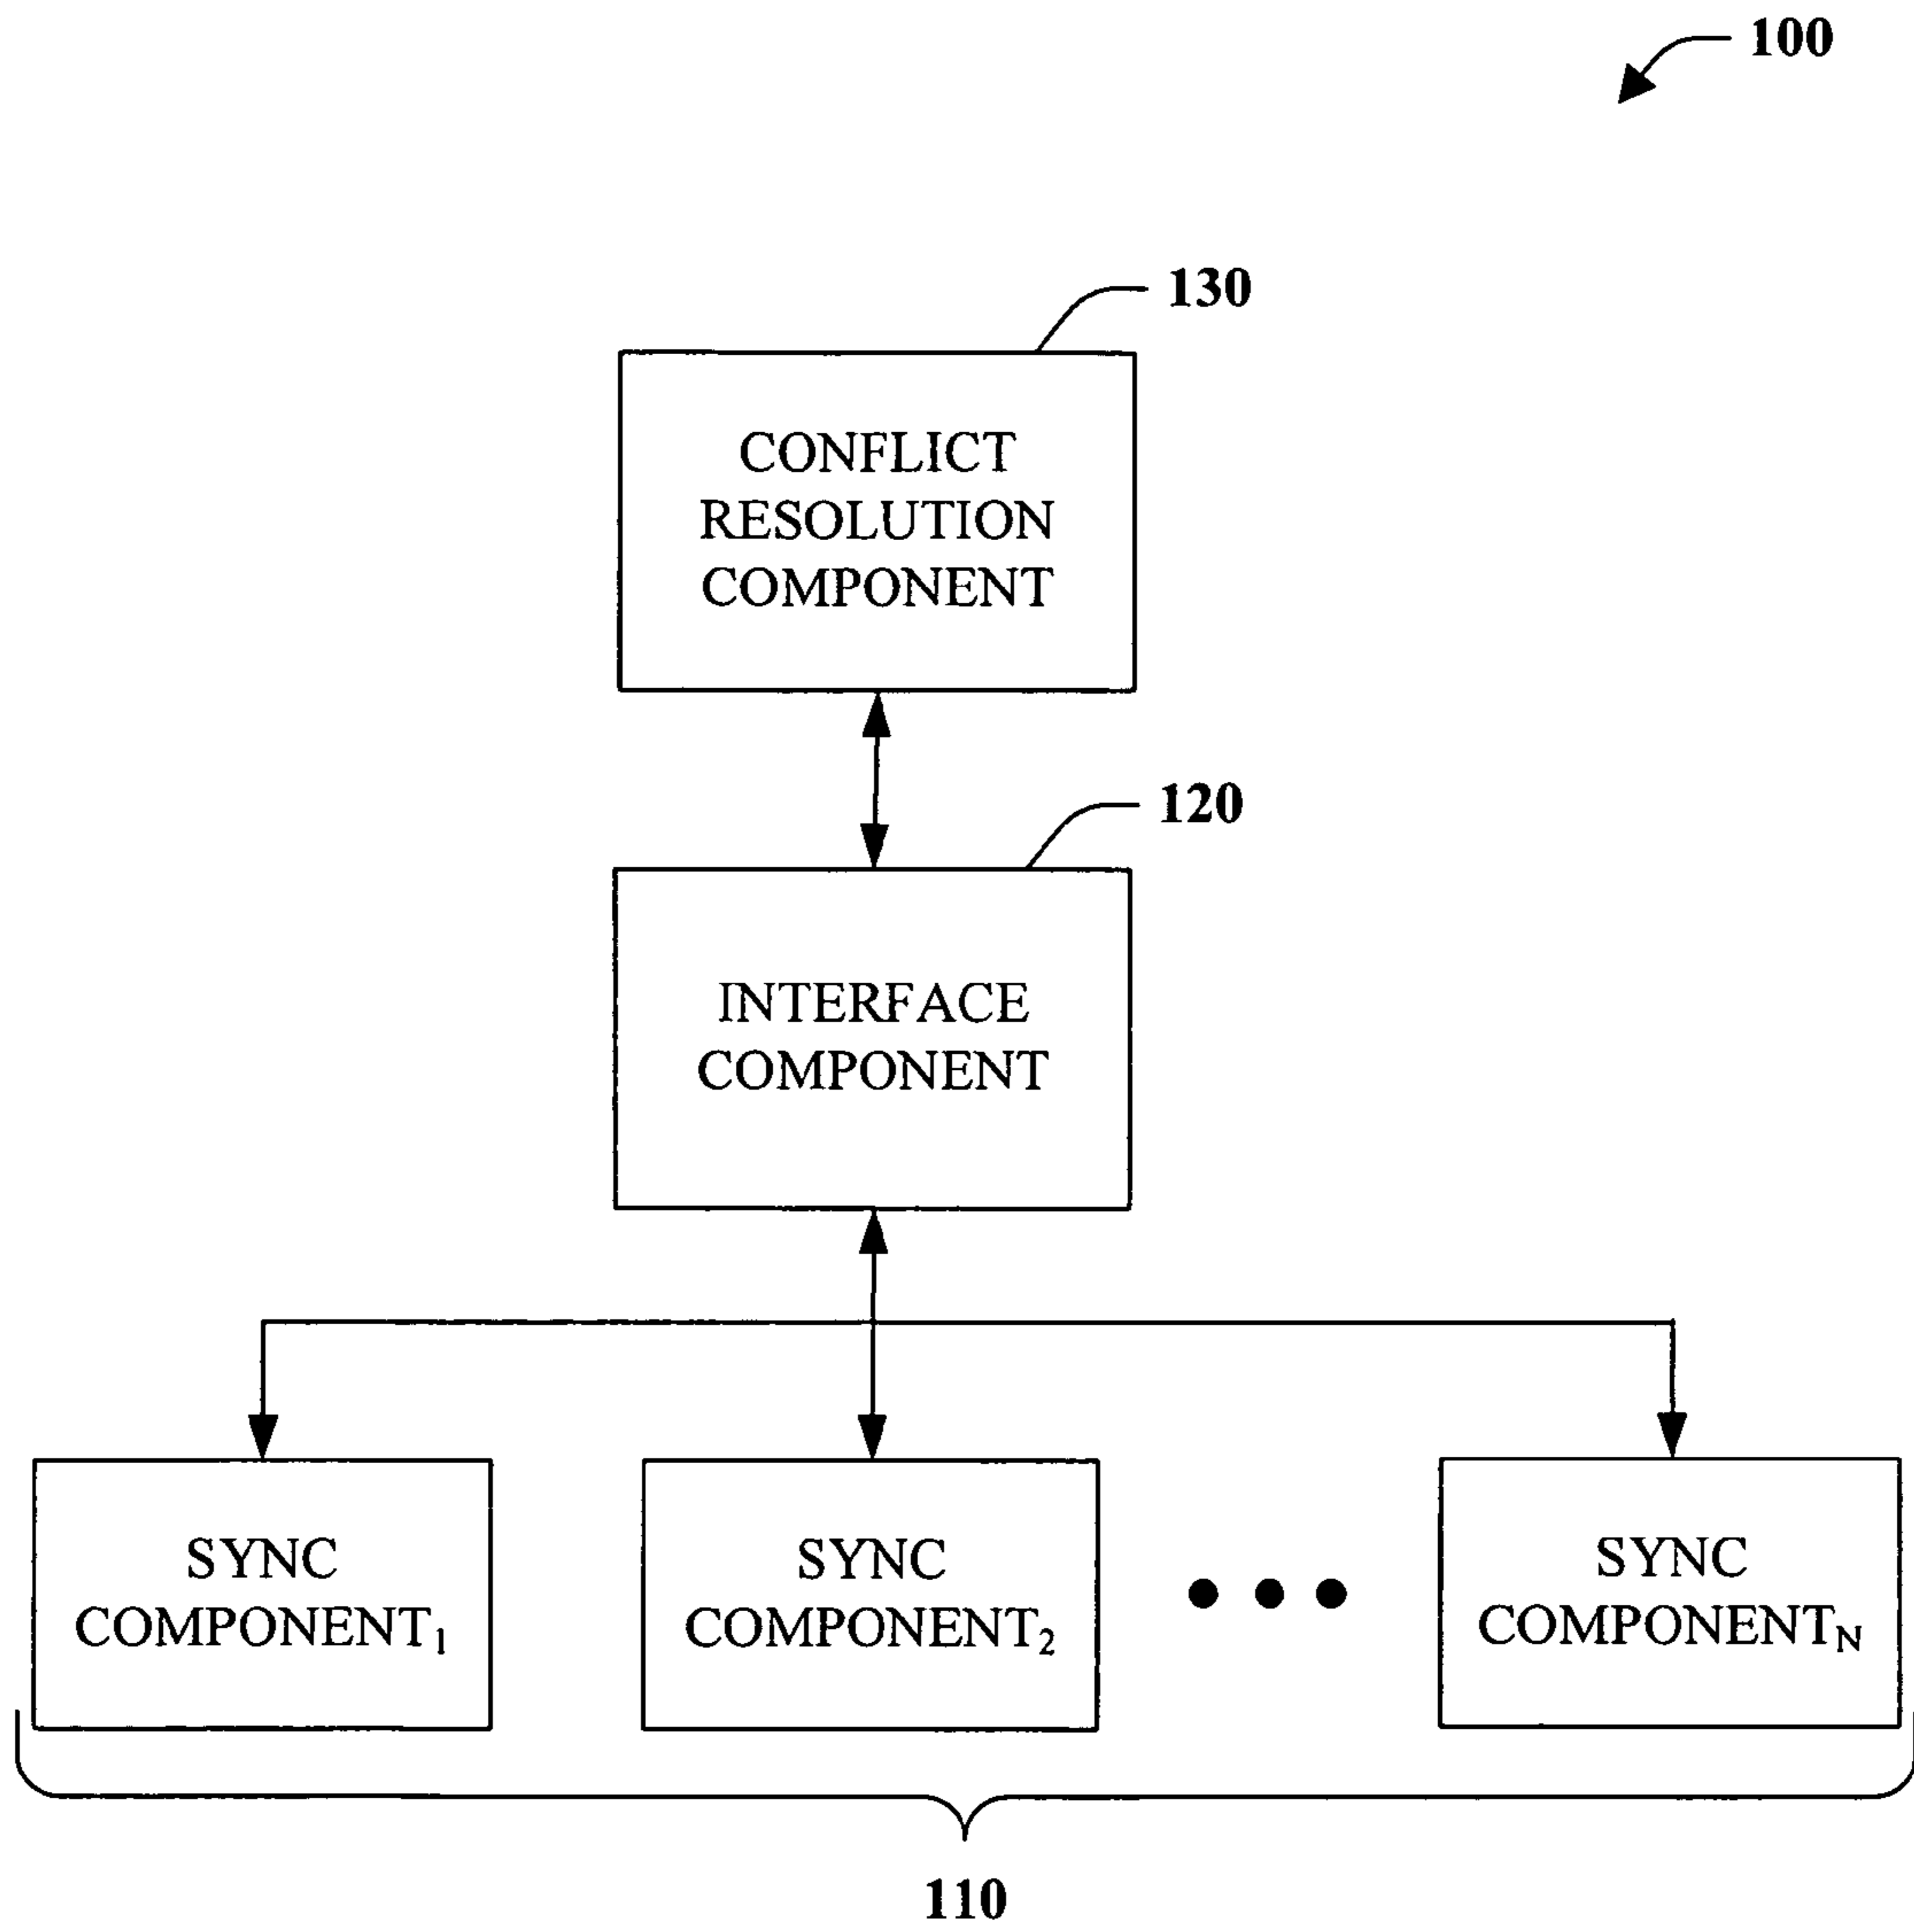 100
130
CONFLICT
RESOLUTION
COMPONENT
120
INTERFACE
COMPONENT
SYNC
COMPONENT₁
SYNC
COMPONENT₂
SYNC
COMPONENTN
110